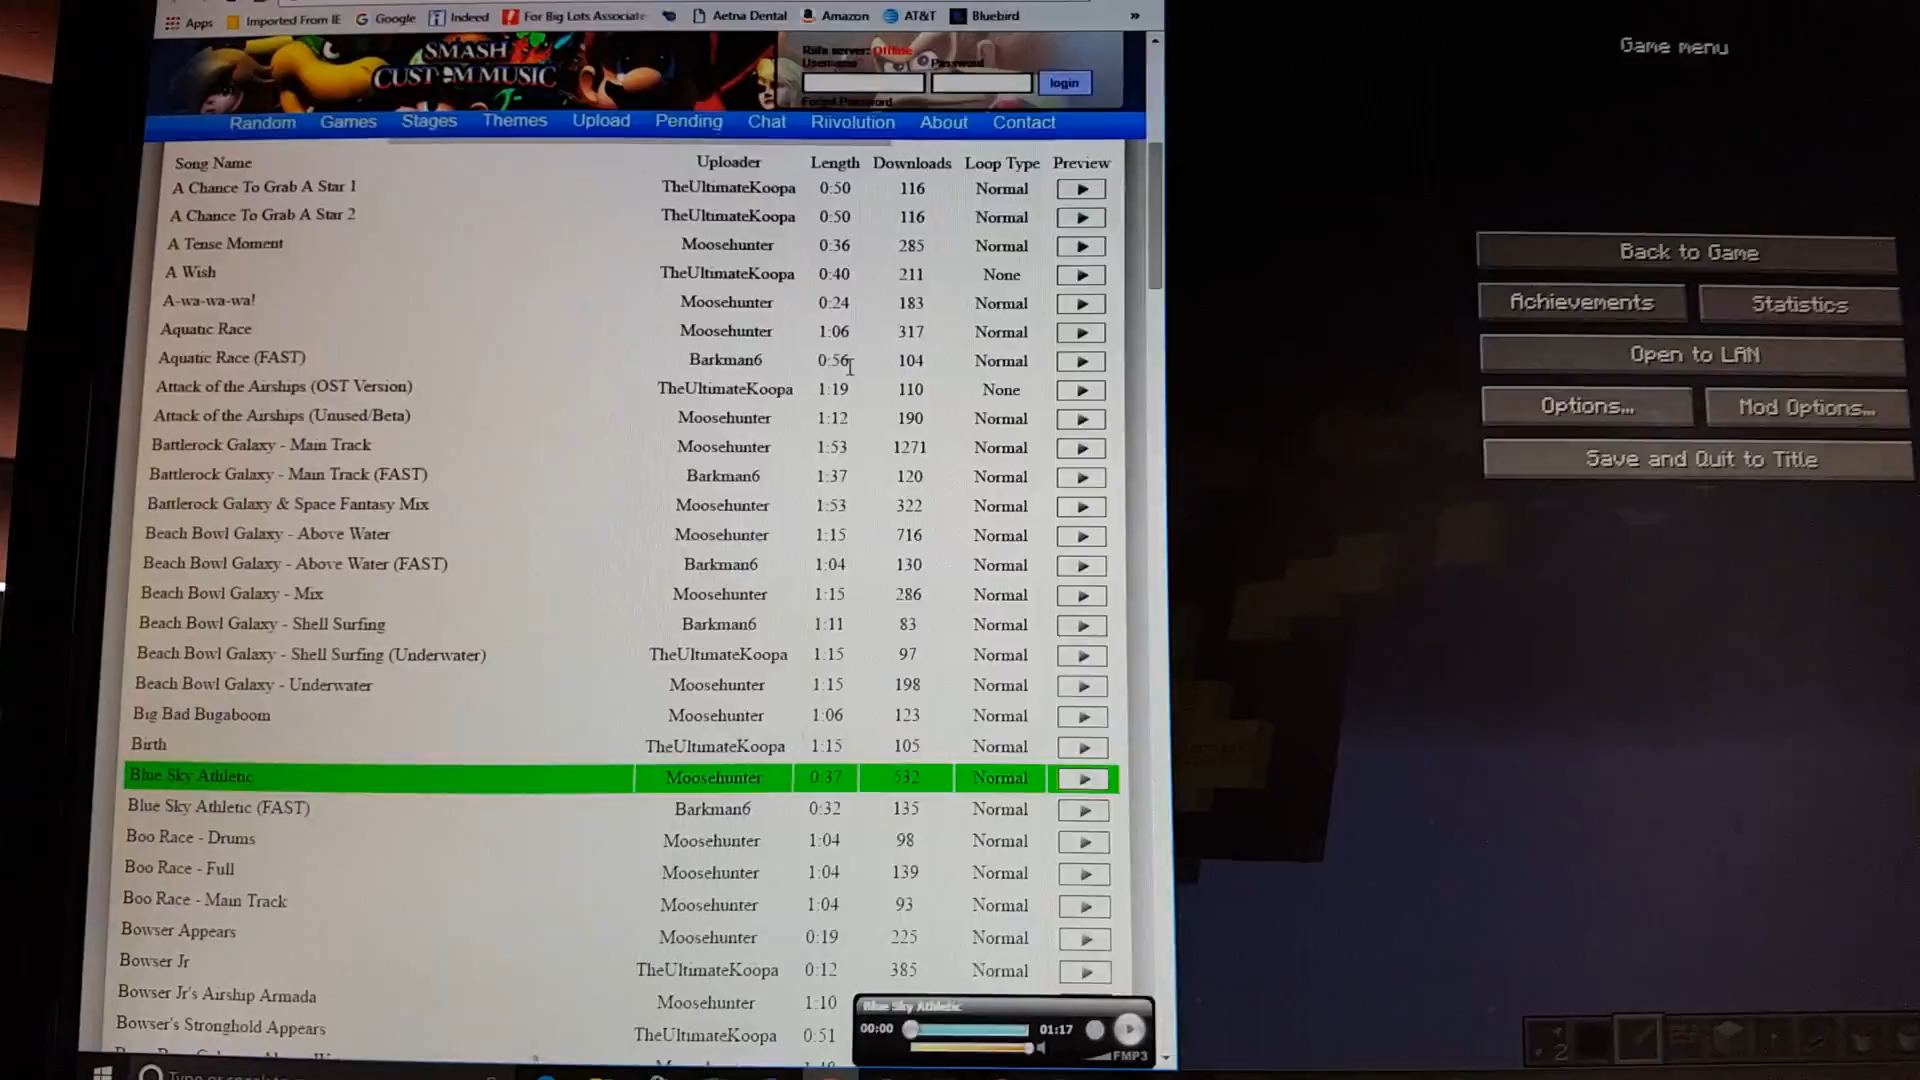 Apps Imported From IE Google Indeed For Big Lots Associate Aetna Dental Amazon AT&T Bluebird »
SMASH
CUSTOM MUSIC
Riifs server: Offline
Username Password
login
Forgot Password
Random Games Stages Themes Upload Pending Chat Riivolution About Contact
Song Name Uploader Length Downloads Loop Type Preview
A Chance To Grab A Star 1 TheUltimateKoopa 0:50 116 Normal
A Chance To Grab A Star 2 TheUltimateKoopa 0:50 116 Normal
A Tense Moment Moosehunter 0:36 285 Normal
A Wish TheUltimateKoopa 0:40 211 None
A-wa-wa-wa! Moosehunter 0:24 183 Normal
Aquatic Race Moosehunter 1:06 317 Normal
Aquatic Race (FAST) Barkman6 0:56 104 Normal
Attack of the Airships (OST Version) TheUltimateKoopa 1:19 110 None
Attack of the Airships (Unused/Beta) Moosehunter 1:12 190 Normal
Battlerock Galaxy - Main Track Moosehunter 1:53 1271 Normal
Battlerock Galaxy - Main Track (FAST) Barkman6 1:37 120 Normal
Battlerock Galaxy & Space Fantasy Mix Moosehunter 1:53 322 Normal
Beach Bowl Galaxy - Above Water Moosehunter 1:15 716 Normal
Beach Bowl Galaxy - Above Water (FAST) Barkman6 1:04 130 Normal
Beach Bowl Galaxy - Mix Moosehunter 1:15 286 Normal
Beach Bowl Galaxy - Shell Surfing Barkman6 1:11 83 Normal
Beach Bowl Galaxy - Shell Surfing (Underwater) TheUltimateKoopa 1:15 97 Normal
Beach Bowl Galaxy - Underwater Moosehunter 1:15 198 Normal
Big Bad Bugaboom Moosehunter 1:06 123 Normal
Birth TheUltimateKoopa 1:15 105 Normal
Blue Sky Athletic Moosehunter 0:37 532 Normal
Blue Sky Athletic (FAST) Barkman6 0:32 135 Normal
Boo Race - Drums Moosehunter 1:04 98 Normal
Boo Race - Full Moosehunter 1:04 139 Normal
Boo Race - Main Track Moosehunter 1:04 93 Normal
Bowser Appears Moosehunter 0:19 225 Normal
Bowser Jr TheUltimateKoopa 0:12 385 Normal
Bowser Jr's Airship Armada Moosehunter 1:10
Bowser's Stronghold Appears TheUltimateKoopa 0:51
Blue Sky Athletic
00:00 01:17
FMP3
Game menu
Back to Game
Achievements Statistics
Open to LAN
Options... Mod Options...
Save and Quit to Title
2